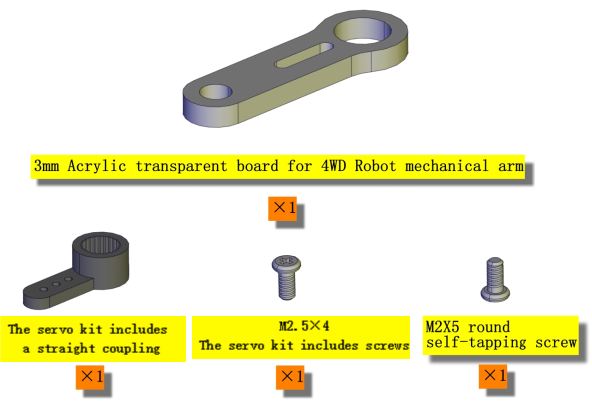 3mm Acrylic transparent board for 4WD Robot mechanical arm
×1
The servo kit includes
a straight coupling
×1
M2.5×4
The servo kit includes screws
×1
M2X5 round
self-tapping screw
×1